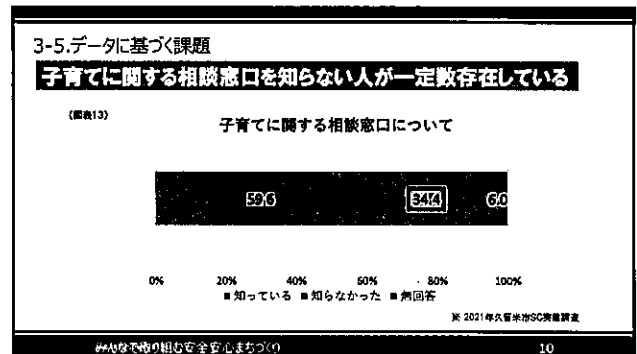 3-5.データに基づく課題
子育てに関する相談窓口を知らない人が一定数存在している
(図表13)
子育てに関する相談窓口について
59.6 34.4 6.0
0% 20% 40% 60% 80% 100%
■知っている ■知らなかった ■無回答
※ 2021年久留米市SC実態調査
みんなで取り組む安全安心まちづくり
10